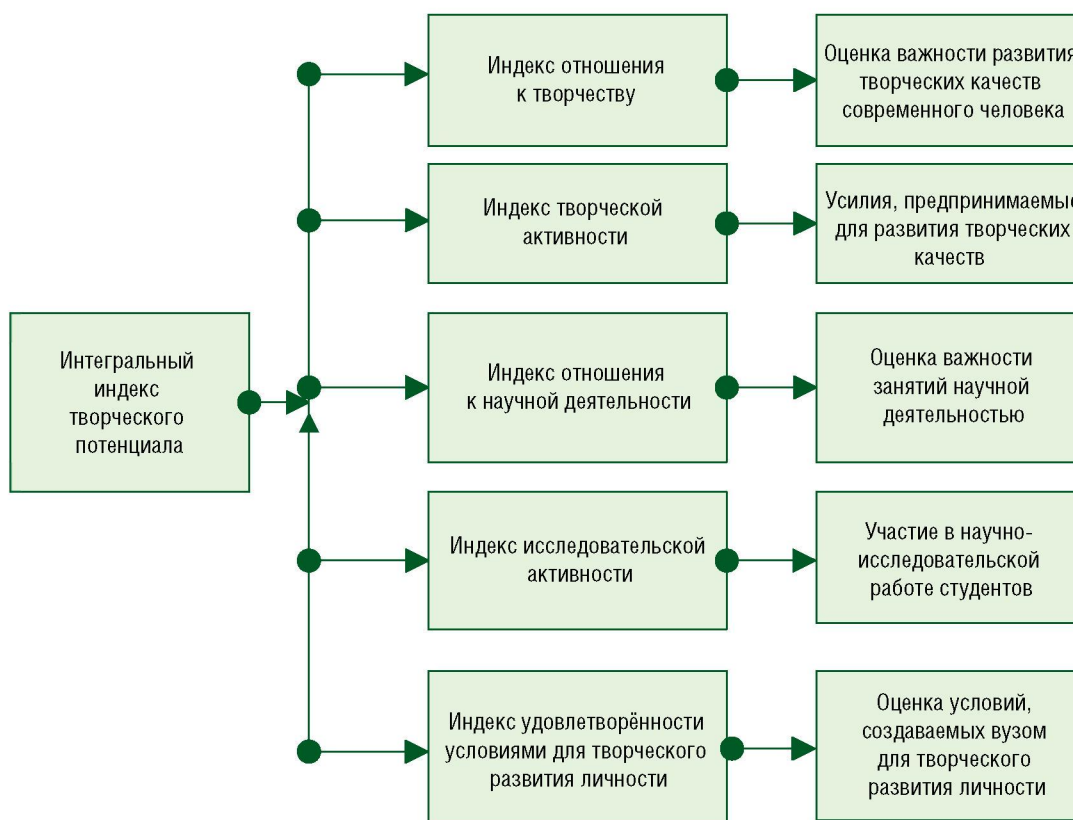 Индекс отношения
к творчеству
Оценка важности развития
творческих качеств
современного человека
Индекс творческой
активности
Усилия, предпринимаемые
для развития творческих
качеств
Интегральный
индекс
творческого
потенциала
Индекс отношения
к научной деятельности
Оценка важности
занятий научной
деятельностью
Индекс исследовательской
активности
Участие в научно-
исследовательской
работе студентов
Индекс удовлетворённости
условиями для творческого
развития личности
Оценка условий,
создаваемых вузом
для творческого
развития личности